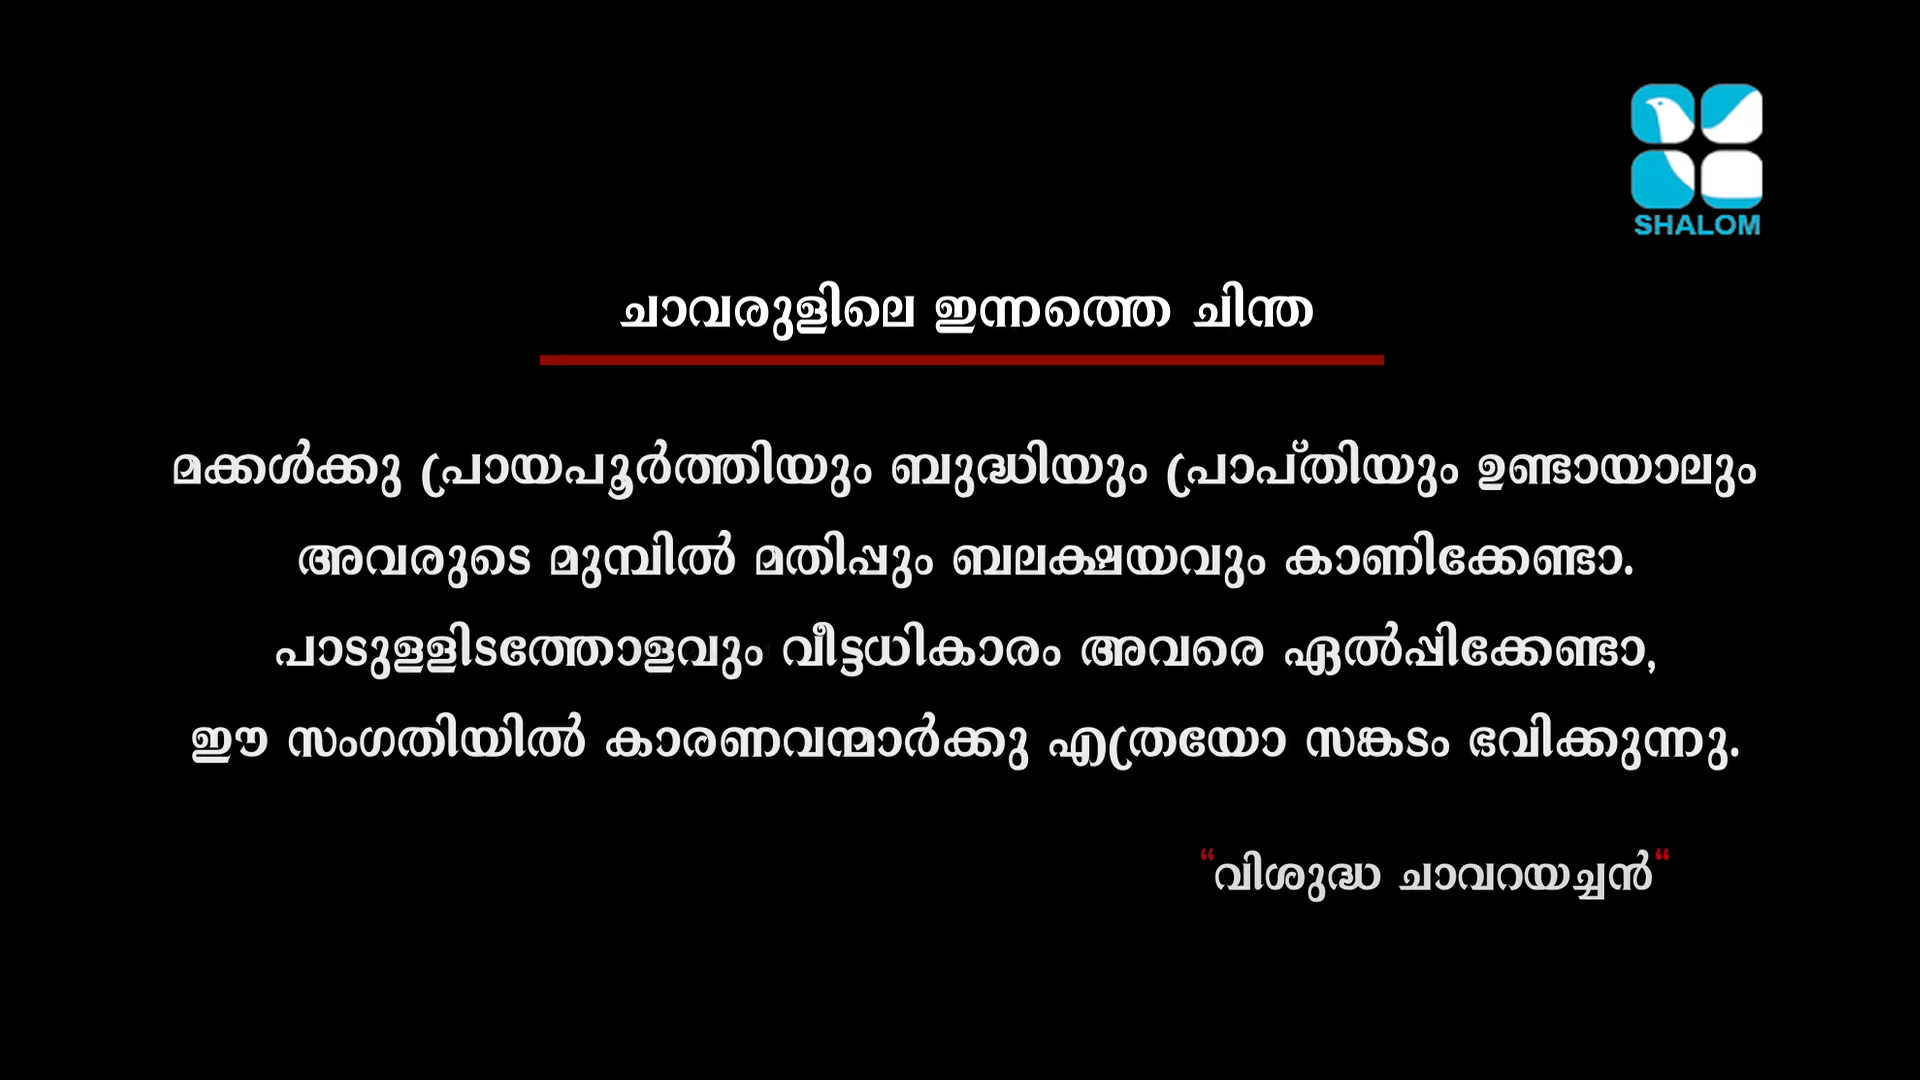 SHALOM
ചാവരുളിലെ ഇന്നത്തെ ചിന്ത
മക്കൾക്കു പ്രായപൂർത്തിയും ബുദ്ധിയും പ്രാപ്തിയും ഉണ്ടായാലും
അവരുടെ മുമ്പിൽ മതിപ്പും ബലക്ഷയവും കാണിക്കേണ്ടാ.
പാടുളളിടത്തോളവും വീട്ടധികാരം അവരെ ഏൽപ്പിക്കേണ്ടാ,
ഈ സംഗതിയിൽ കാരണവന്മാർക്കു എത്രയോ സങ്കടം ഭവിക്കുന്നു.
“വിശുദ്ധ ചാവറയച്ചൻ“